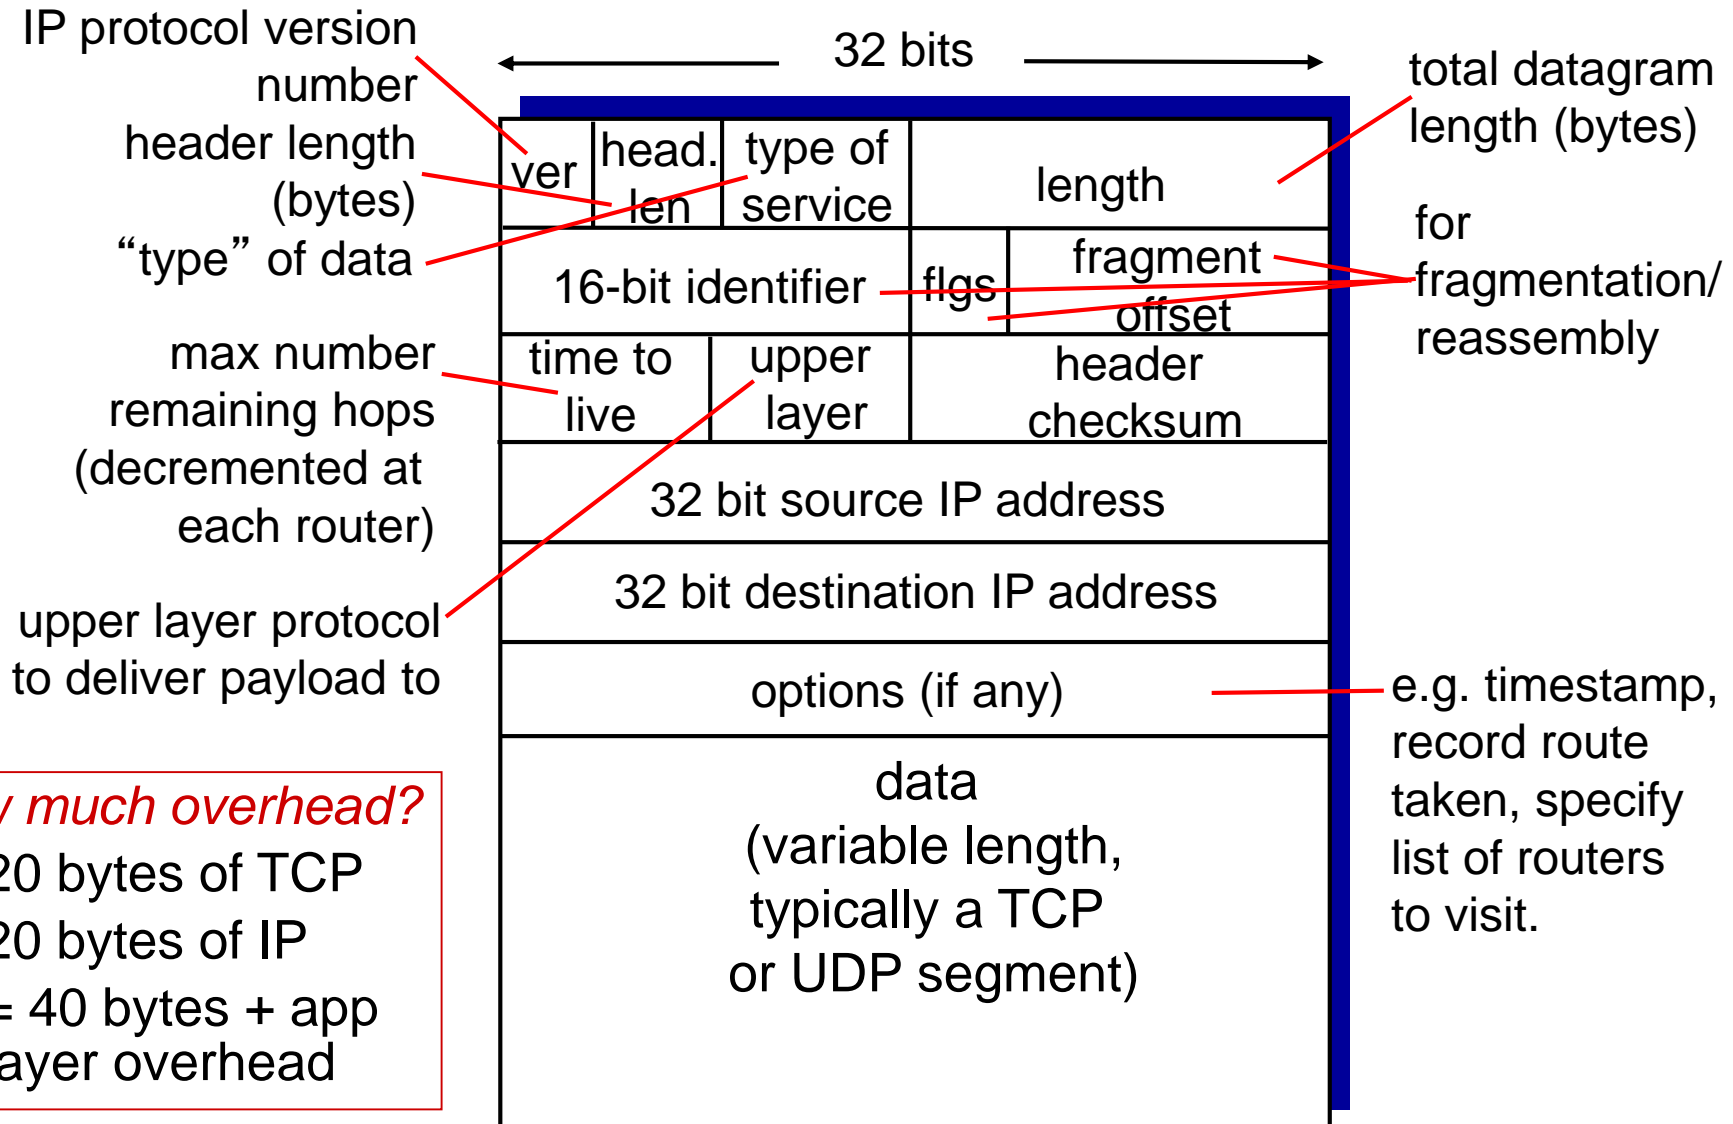 IP protocol version
number
header length
(bytes)
“type” of data
max number
remaining hops
(decremented at
each router)
upper layer protocol
to deliver payload to
much overhead?
20 bytes of TCP
20 bytes of IP
= 40 bytes + app
overhead
32 bits
ver
head.
len
type of
service
length
16-bit identifier
flgs
fragment
offset
time to
live
upper
layer
header
checksum
32 bit source IP address
32 bit destination IP address
options (if any)
data
(variable length,
typically a TCP
or UDP segment)
total datagram
length (bytes)
for
fragmentation/
reassembly
e.g. timestamp,
record route
taken, specify
list of routers
to visit.